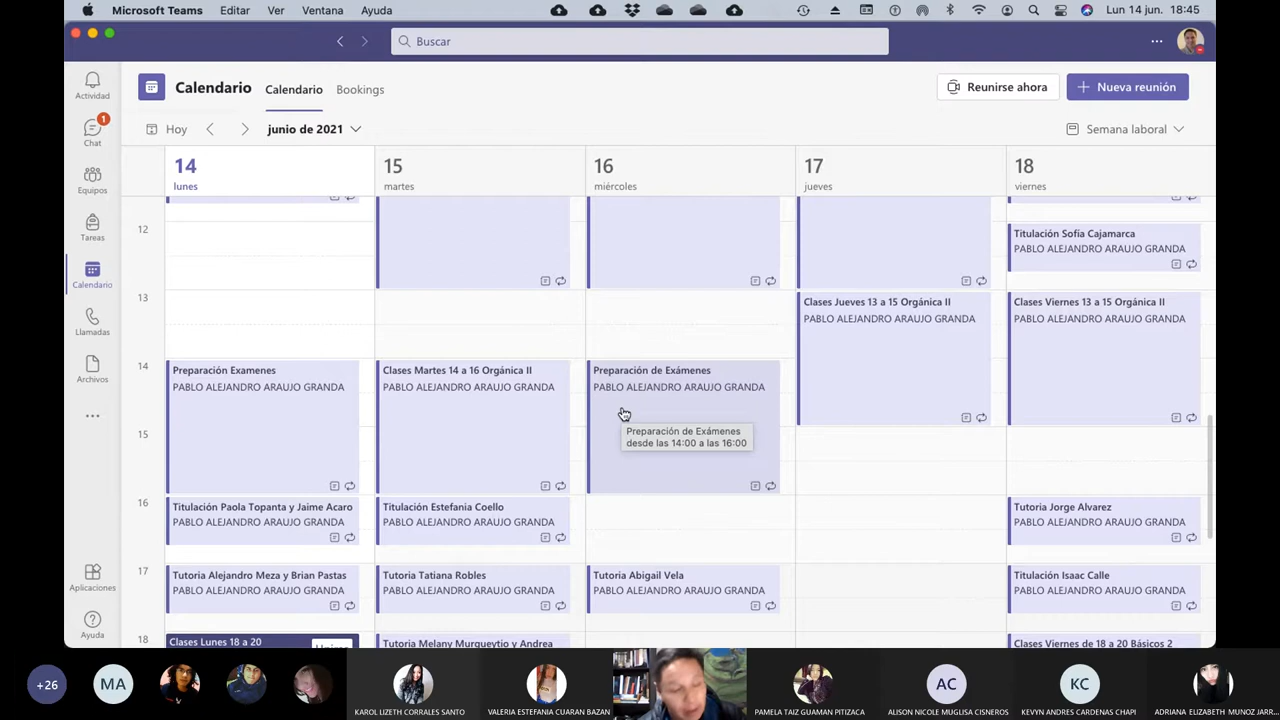 Microsoft Teams Editar Ver Ventana Ayuda Lun 14 jun. 18:45
Buscar
Actividad
1
Chat
Equipos
Tareas
Calendario
Llamadas
Archivos
Aplicaciones
Ayuda
Calendario Calendario Bookings Reunirse ahora Nueva reunión
Hoy junio de 2021 Semana laboral
14 15 16 17 18
lunes martes miércoles jueves viernes
12
Titulación Sofía Cajamarca
PABLO ALEJANDRO ARAUJO GRANDA
13
Clases Jueves 13 a 15 Orgánica II Clases Viernes 13 a 15 Orgánica II
PABLO ALEJANDRO ARAUJO GRANDA PABLO ALEJANDRO ARAUJO GRANDA
14
Preparación Examenes Clases Martes 14 a 16 Orgánica II Preparación de Exámenes
PABLO ALEJANDRO ARAUJO GRANDA PABLO ALEJANDRO ARAUJO GRANDA PABLO ALEJANDRO ARAUJO GRANDA
Preparación de Exámenes
desde las 14:00 a las 16:00
15
16
Titulación Paola Topanta y Jaime Acaro Titulación Estefania Coello Tutoria Jorge Alvarez
PABLO ALEJANDRO ARAUJO GRANDA PABLO ALEJANDRO ARAUJO GRANDA PABLO ALEJANDRO ARAUJO GRANDA
17
Tutoria Alejandro Meza y Brian Pastas Tutoria Tatiana Robles Tutoria Abigail Vela Titulación Isaac Calle
PABLO ALEJANDRO ARAUJO GRANDA PABLO ALEJANDRO ARAUJO GRANDA PABLO ALEJANDRO ARAUJO GRANDA PABLO ALEJANDRO ARAUJO GRANDA
18
Clases Lunes 18 a 20 Tutoria Melany Murgueytio y Andrea Clases Viernes de 18 a 20 Básicos 2
+26 MA AC KC
KAROL LIZETH CORRALES SANTO VALERIA ESTEFANIA CUARAN BAZAN PAMELA TAIZ GUAMAN PITIZACA ALISON NICOLE MUGLISA CISNEROS KEVYN ANDRES CARDENAS CHAPI ADRIANA ELIZABETH MUNOZ JARR...